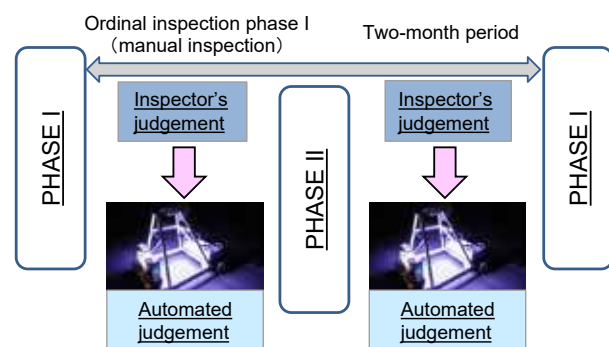 Ordinal inspection phase I
（manual inspection）
Two-month period
PHASE I
Inspector's
judgement
Automated
judgement
PHASE II
Inspector's
judgement
Automated
judgement
PHASE I